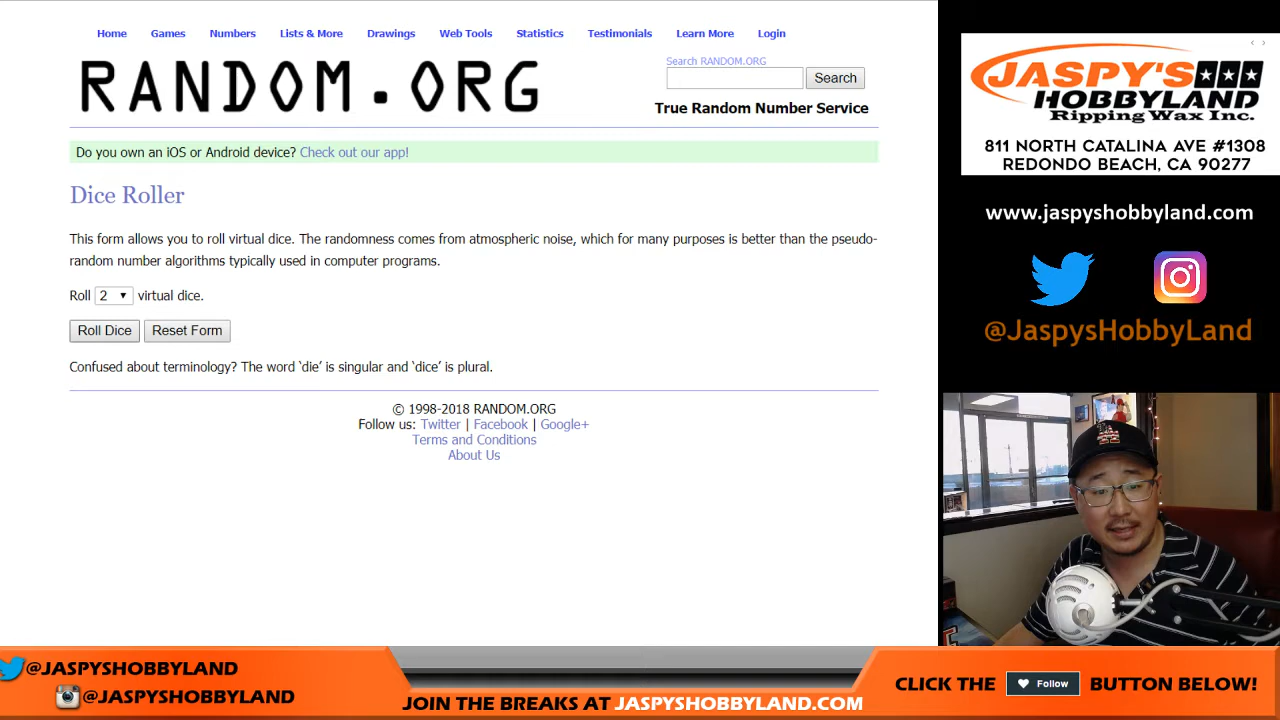 Home Games Numbers Lists & More Drawings Web Tools Statistics Testimonials Learn More Login
RANDOM.ORG
Search RANDOM.ORG
Search
True Random Number Service
Do you own an iOS or Android device? Check out our app!
Dice Roller
This form allows you to roll virtual dice. The randomness comes from atmospheric noise, which for many purposes is better than the pseudo-
random number algorithms typically used in computer programs.
Roll 2 virtual dice.
Roll Dice Reset Form
Confused about terminology? The word ‘die’ is singular and ‘dice’ is plural.
© 1998-2018 RANDOM.ORG
Follow us: Twitter | Facebook | Google+
Terms and Conditions
About Us
JASPY'S
HOBBYLAND
Ripping Wax Inc.
811 NORTH CATALINA AVE #1308
REDONDO BEACH, CA 90277
www.jaspyshobbyland.com
@JaspysHobbyLand
@JASPYSHOBBYLAND
@JASPYSHOBBYLAND
JOIN THE BREAKS AT JASPYSHOBBYLAND.COM
CLICK THE Follow BUTTON BELOW!